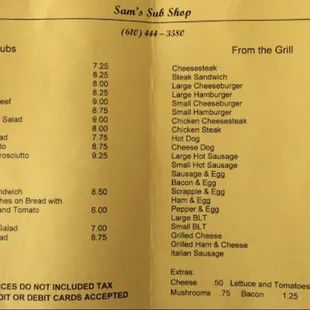 Sam's Sub Shop
(610) 444-3580
ubs
7.25
8.25
8.00
8.25
eef 9.00
8.75
Salad 9.00
8.00
ad 7.75
to 8.75
rosciutto 9.25
ndwich 8.50
hes on Bread with
and Tomato 6.00
Salad 7.00
ad 8.75
ICES DO NOT INCLUDED TAX
DIT OR DEBIT CARDS ACCEPTED
From the Grill
Cheesesteak
Steak Sandwich
Large Cheeseburger
Large Hamburger
Small Cheeseburger
Small Hamburger
Chicken Cheesesteak
Chicken Steak
Hot Dog
Cheese Dog
Large Hot Sausage
Small Hot Sausage
Sausage & Egg
Bacon & Egg
Scrapple & Egg
Ham & Egg
Pepper & Egg
Large BLT
Small BLT
Grilled Cheese
Grilled Ham & Cheese
Italian Sausage
Extras:
Cheese .50 Lettuce and Tomatoes
Mushrooms .75 Bacon 1.25